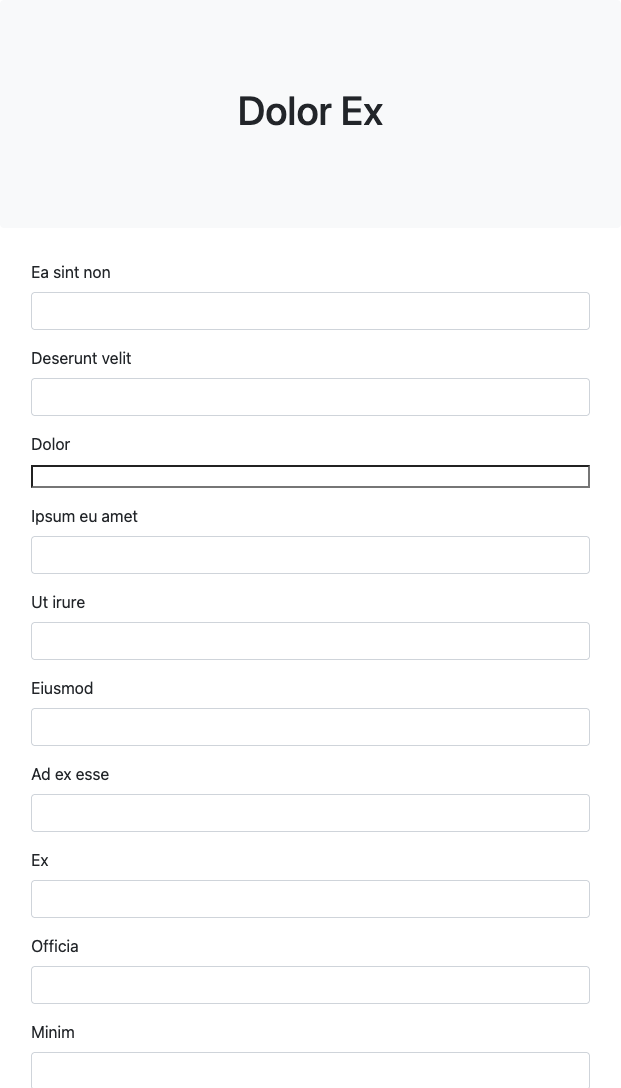 Dolor Ex
Ea sint non
Deserunt velit
Dolor
Ipsum eu amet
Ut irure
Eiusmod
Ad ex esse
Ex
Officia
Minim